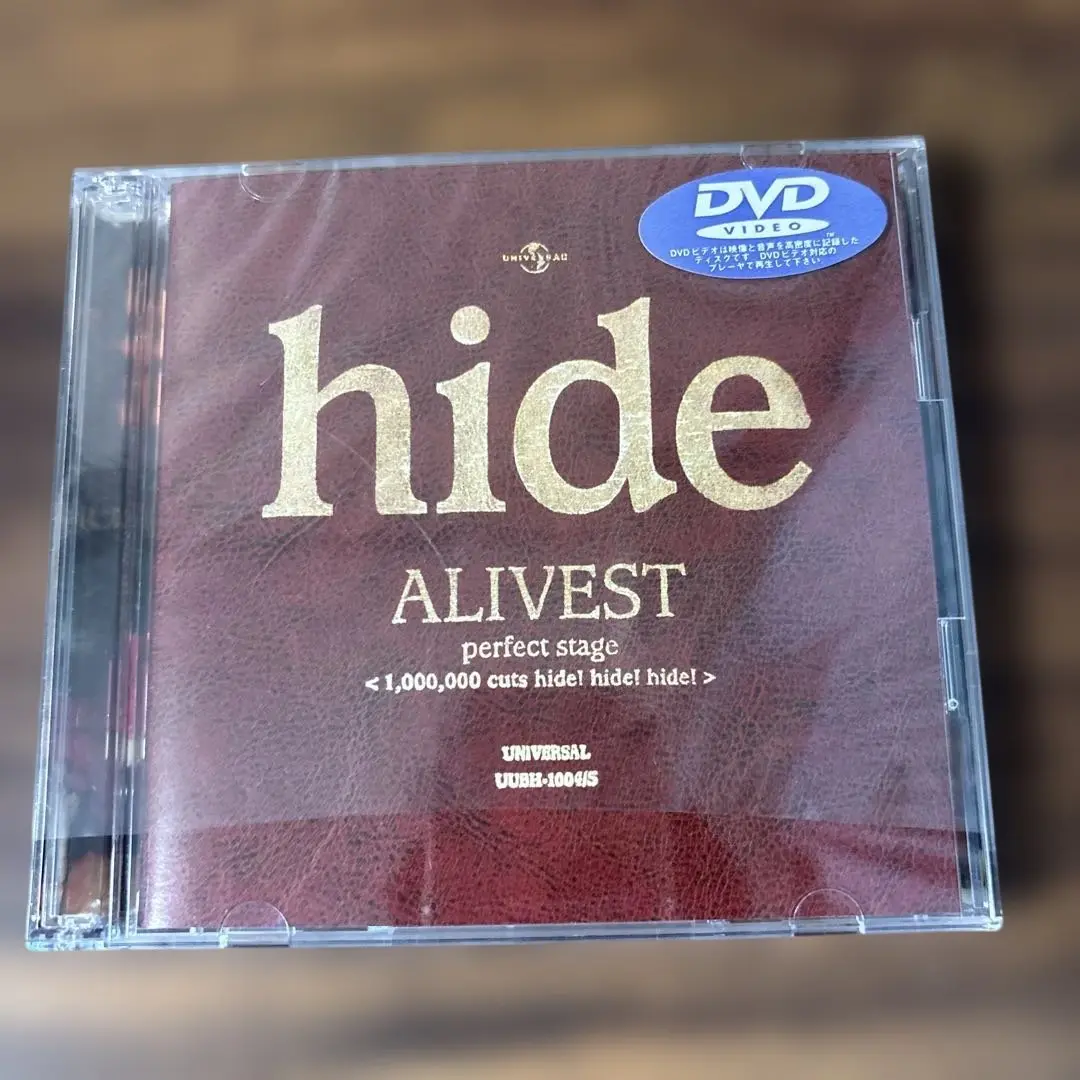 DVD
VIDEO
TM
DVDビデオは映像と音声を高密度に記録した
ディスクです DVDビデオ対応の
プレーヤで再生して下さい
UNIVERSAL
hide
ALIVEST
perfect stage
<1,000,000 cuts hide! hide! hide!>
UNIVERSAL
UUBH-1004/5